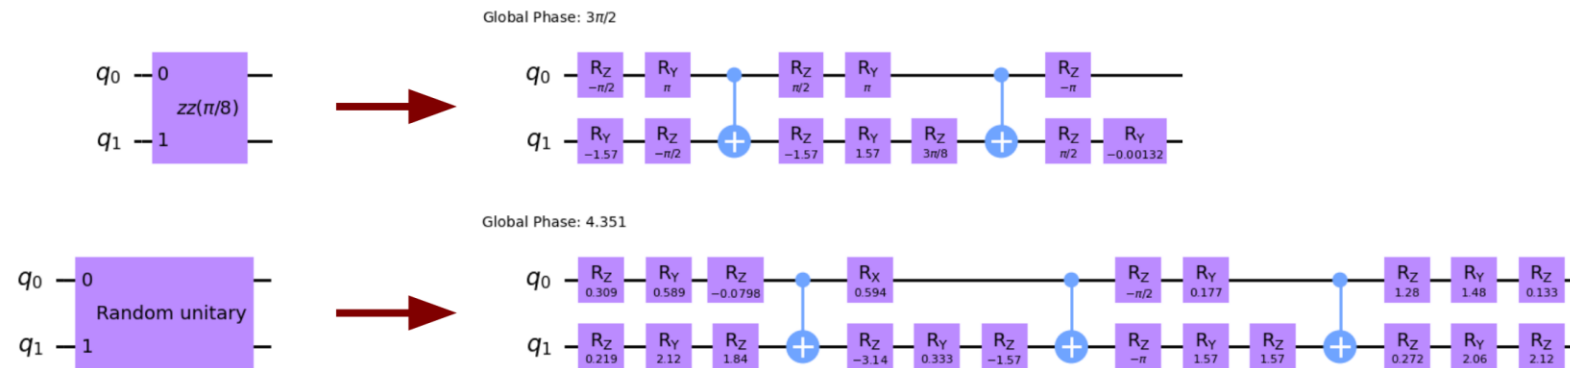 Global Phase: 3π/2
q0 0 RZ RY RZ RY RZ
−π/2 π π/2 π −π
zz(π/8)
q1 1 RY RZ RZ RY RZ RZ RY
−1.57 −π/2 −1.57 1.57 3π/8 π/2 −0.00132
Global Phase: 4.351
q0 0 RZ RY RZ RX RZ RY RZ RY RZ
0.309 0.589 −0.0798 0.594 −π/2 0.177 1.28 1.48 0.133
Random unitary
q1 1 RZ RY RZ RZ RY RZ RZ RY RZ RZ RY RZ
0.219 2.12 1.84 −3.14 0.333 −1.57 −π 1.57 1.57 0.272 2.06 2.12